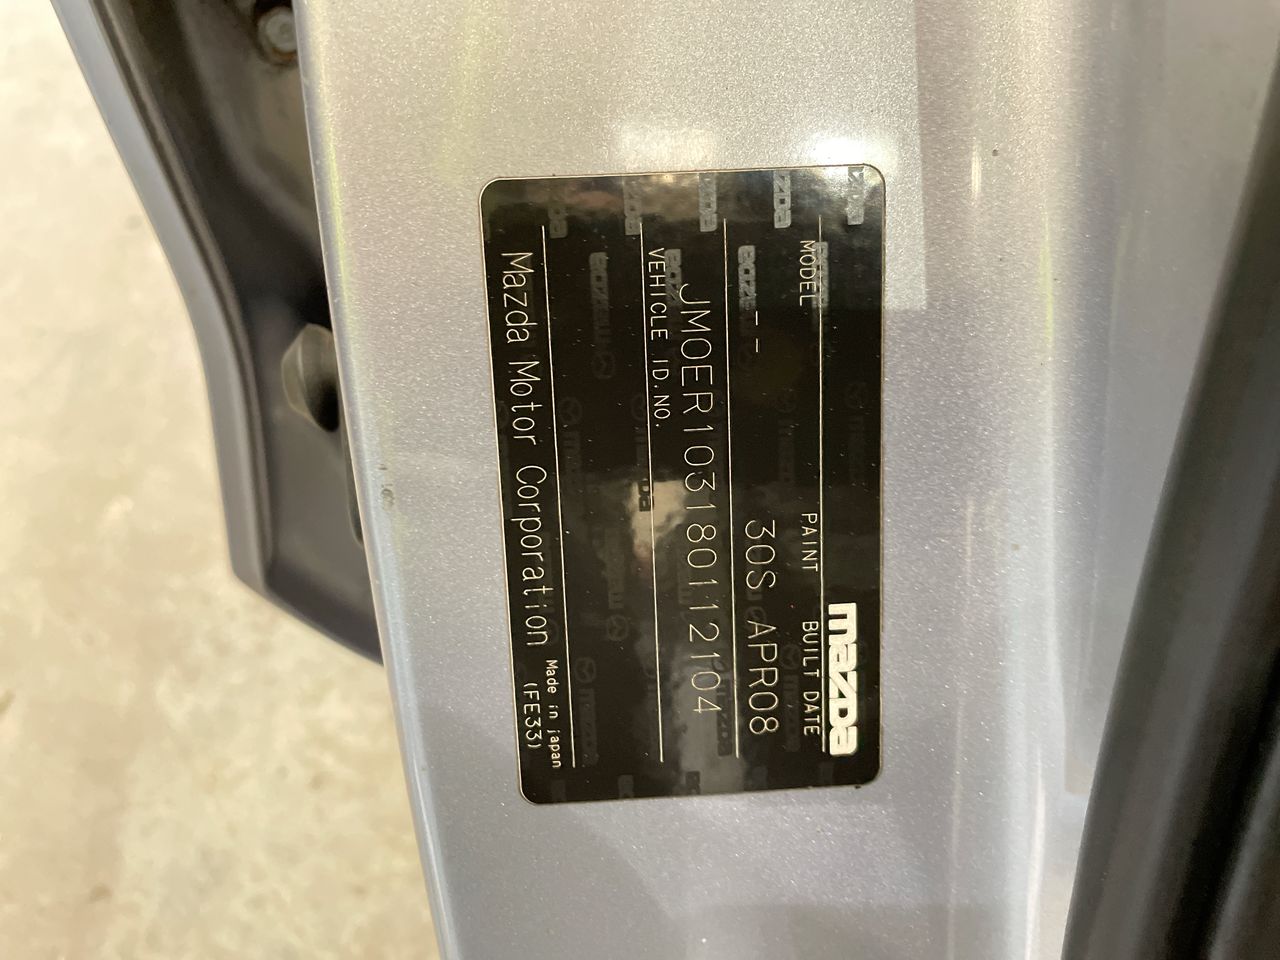 mazda
MODEL PAINT BUILT DATE
-- 30S APR08
JM0ER103180112104
VEHICLE ID.NO.
Mazda Motor Corporation Made in japan
(FE33)